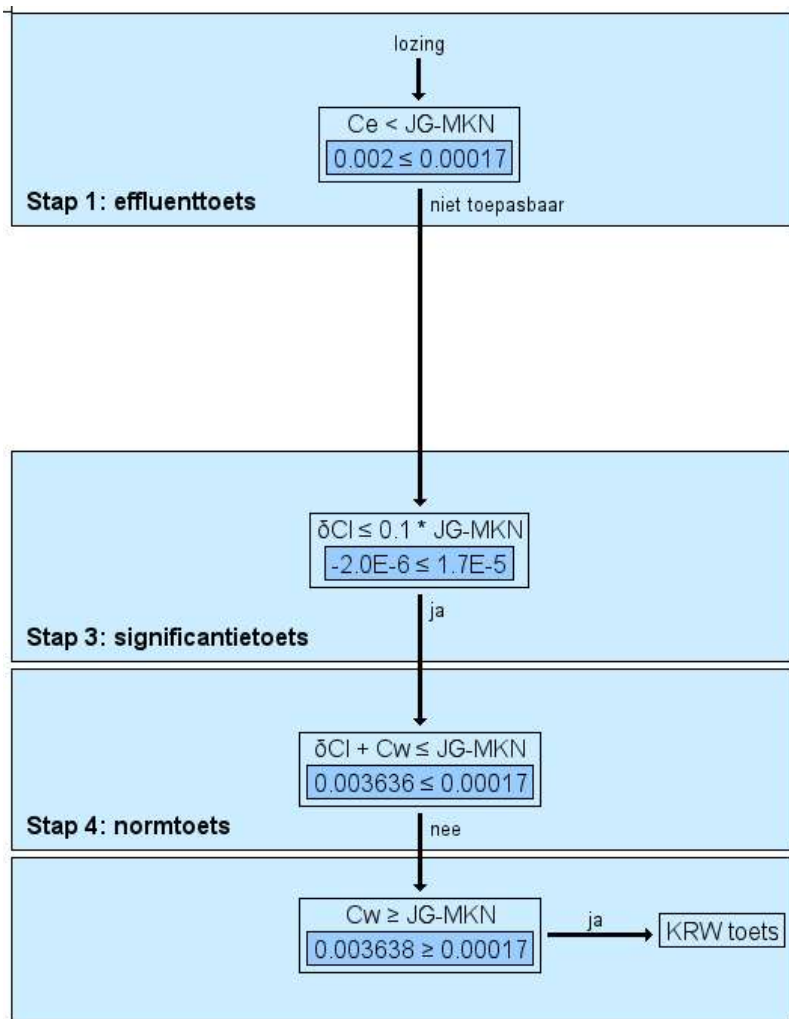 lozing
Ce < JG-MKN
0.002 ≤ 0.00017
Stap 1: effluenttoets
niet toepasbaar
δCl ≤ 0.1 * JG-MKN
-2.0E-6 ≤ 1.7E-5
ja
Stap 3: significantietoets
δCl + Cw ≤ JG-MKN
0.003636 ≤ 0.00017
Stap 4: normtoets
nee
Cw ≥ JG-MKN
0.003638 ≥ 0.00017
ja
KRW toets